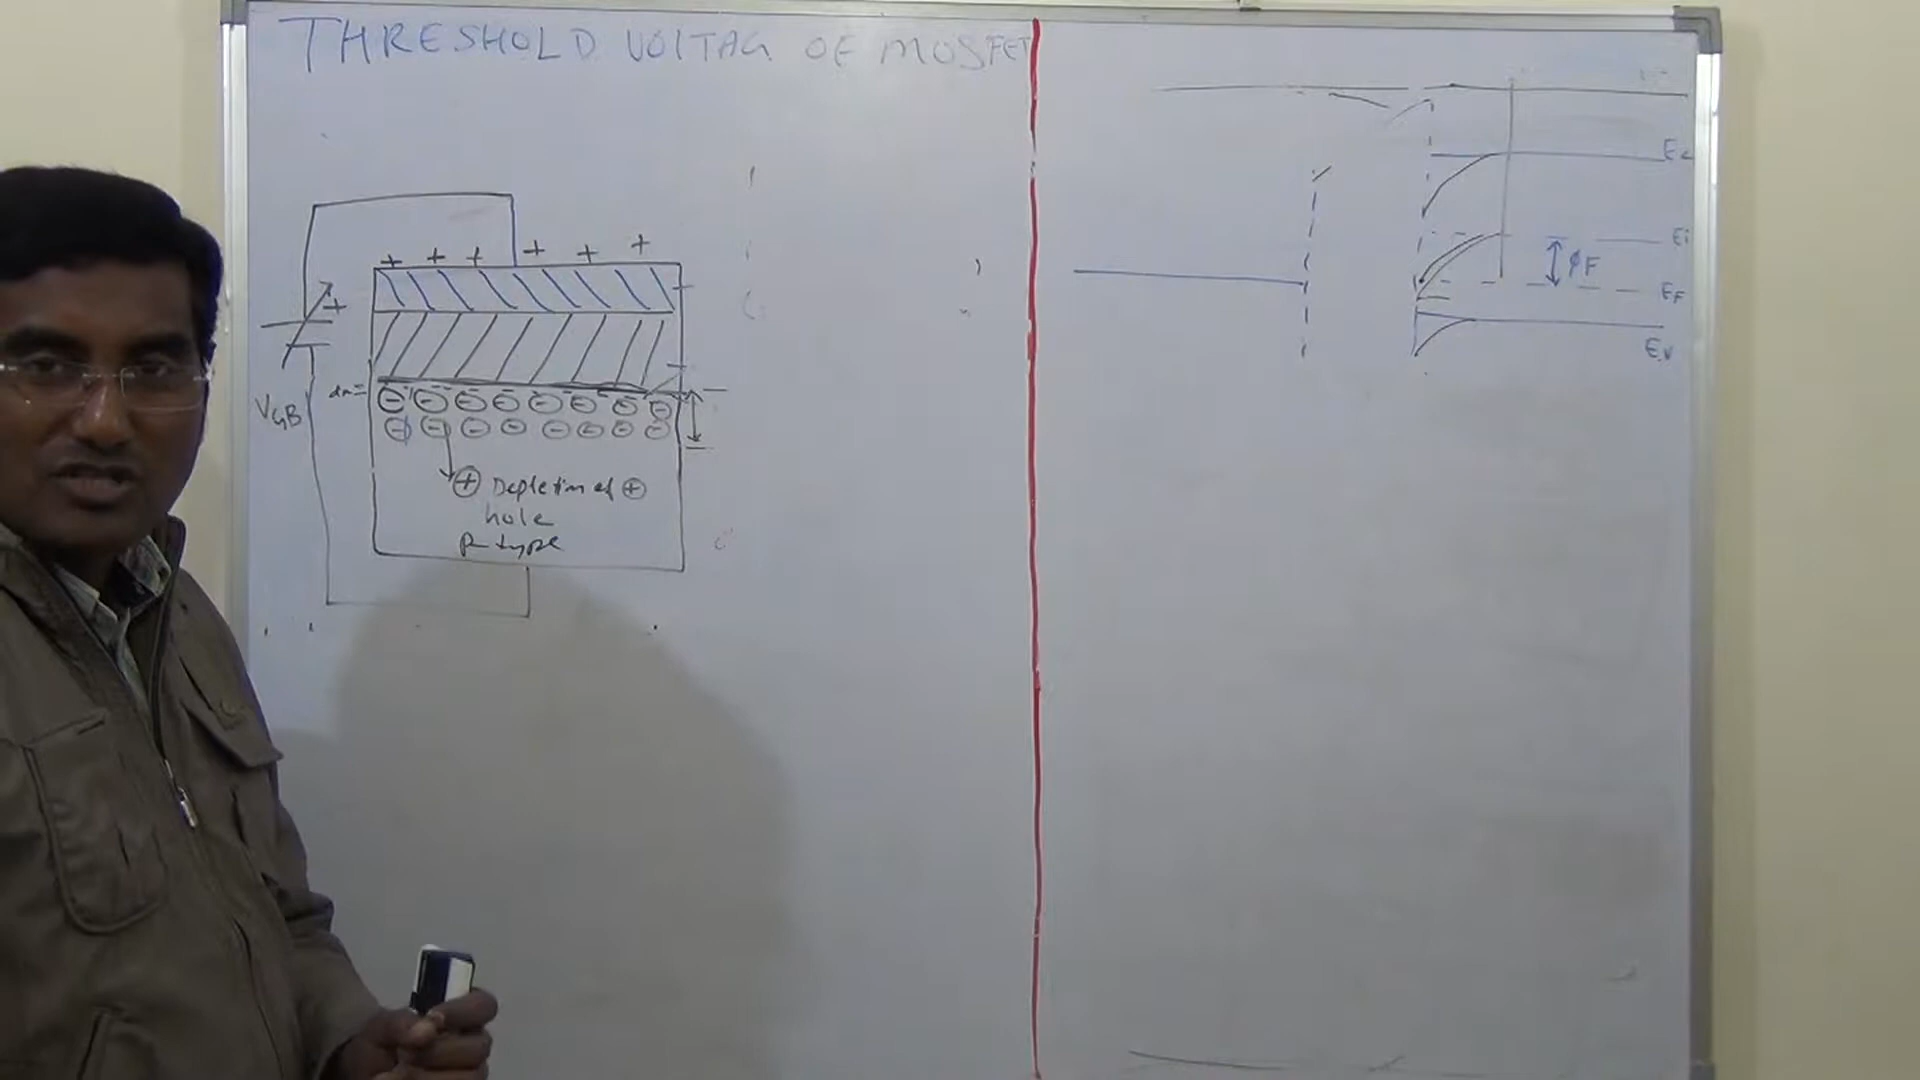 THRESHOLD VOLTAG OF MOSFET
+ + + + + +
+
VGB
⊖ ⊖ ⊖ ⊖ ⊖ ⊖ ⊖ ⊖
⊖ ⊖ ⊖ ⊖ ⊖ ⊖ ⊖ ⊖
⊕ Depletion of ⊕
hole
P-type
Ec
Ei
φF
EF
Ev